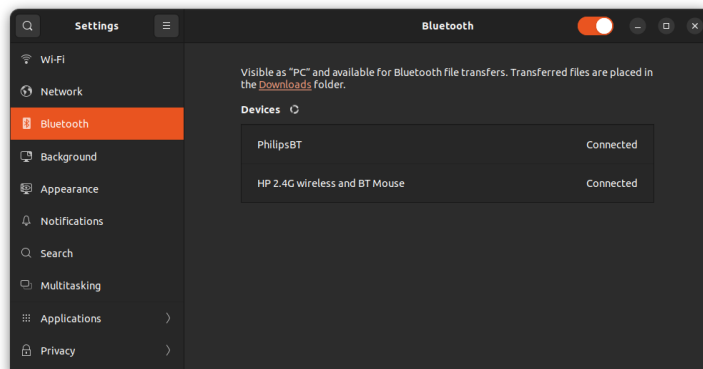 Settings
Bluetooth
Wi-Fi
Network
Bluetooth
Background
Appearance
Notifications
Search
Multitasking
Applications
Privacy
Visible as “PC” and available for Bluetooth file transfers. Transferred files are placed in
the Downloads folder.
Devices
PhilipsBT Connected
HP 2.4G wireless and BT Mouse Connected